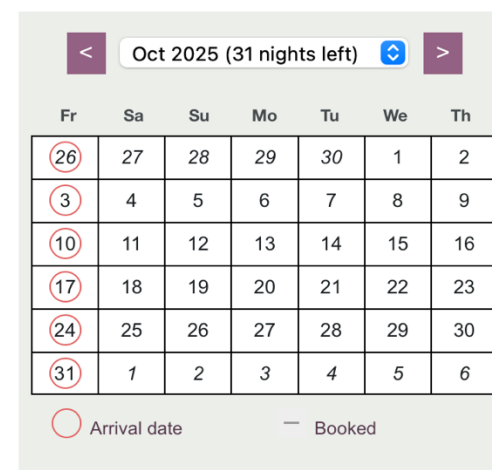 < Oct 2025 (31 nights left) >
Fr Sa Su Mo Tu We Th
26 27 28 29 30 1 2
3 4 5 6 7 8 9
10 11 12 13 14 15 16
17 18 19 20 21 22 23
24 25 26 27 28 29 30
31 1 2 3 4 5 6
Arrival date — Booked